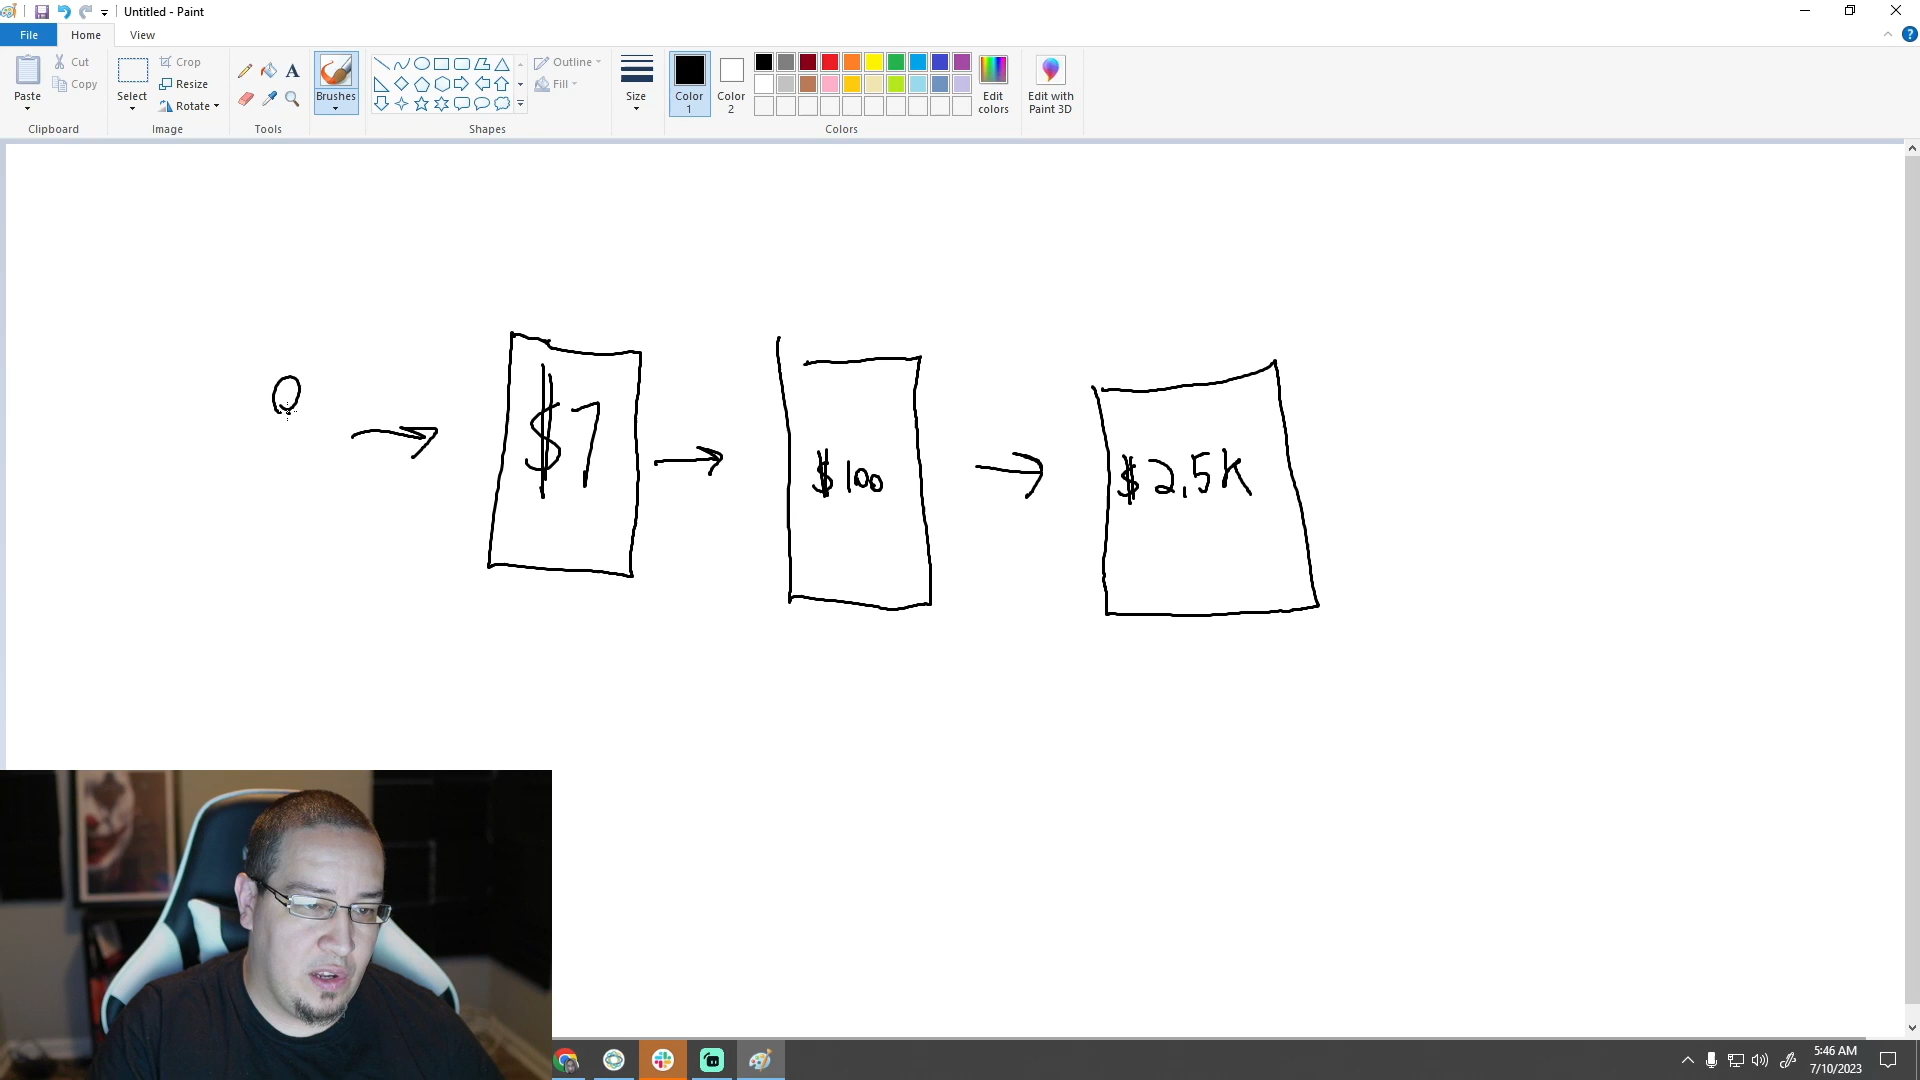 Untitled - Paint
File
Home
View
Paste
Cut
Copy
Clipboard
Select
Crop
Resize
Rotate
Image
A
Tools
Brushes
Shapes
Outline
Fill
Size
Color
1
Color
2
Colors
Edit
colors
Edit with
Paint 3D
?
$7
$100
$2.5K
5:46 AM
7/10/2023